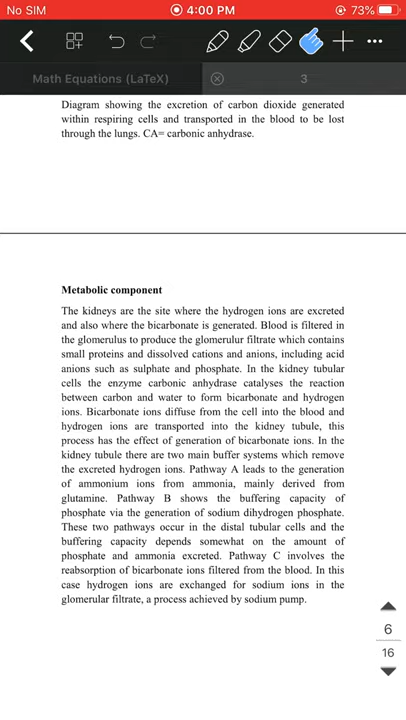 No SIM
4:00 PM
73%
Math Equations (LaTeX)
3
Diagram showing the excretion of carbon dioxide generated
within respiring cells and transported in the blood to be lost
through the lungs. CA= carbonic anhydrase.
Metabolic component
The kidneys are the site where the hydrogen ions are excreted
and also where the bicarbonate is generated. Blood is filtered in
the glomerulus to produce the glomerulur filtrate which contains
small proteins and dissolved cations and anions, including acid
anions such as sulphate and phosphate. In the kidney tubular
cells the enzyme carbonic anhydrase catalyses the reaction
between carbon and water to form bicarbonate and hydrogen
ions. Bicarbonate ions diffuse from the cell into the blood and
hydrogen ions are transported into the kidney tubule, this
process has the effect of generation of bicarbonate ions. In the
kidney tubule there are two main buffer systems which remove
the excreted hydrogen ions. Pathway A leads to the generation
of ammonium ions from ammonia, mainly derived from
glutamine. Pathway B shows the buffering capacity of
phosphate via the generation of sodium dihydrogen phosphate.
These two pathways occur in the distal tubular cells and the
buffering capacity depends somewhat on the amount of
phosphate and ammonia excreted. Pathway C involves the
reabsorption of bicarbonate ions filtered from the blood. In this
case hydrogen ions are exchanged for sodium ions in the
glomerular filtrate, a process achieved by sodium pump.
6
16